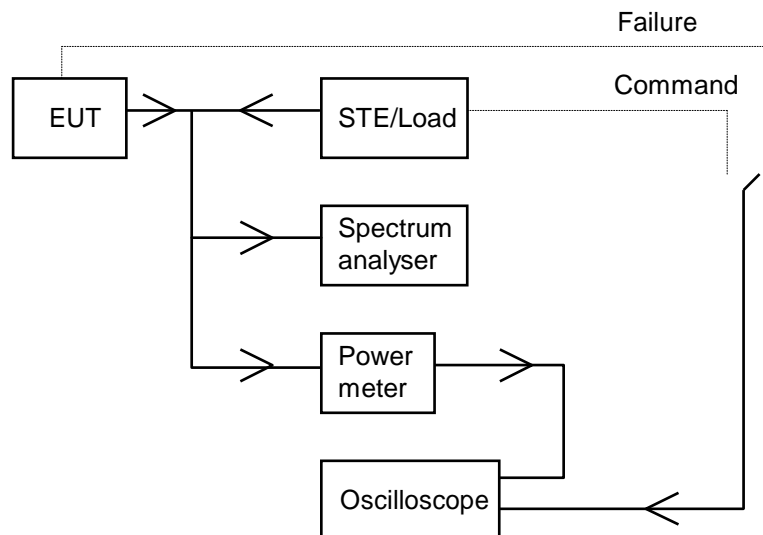 Failure
EUT
STE/Load
Command
Spectrum
analyser
Power
meter
Oscilloscope